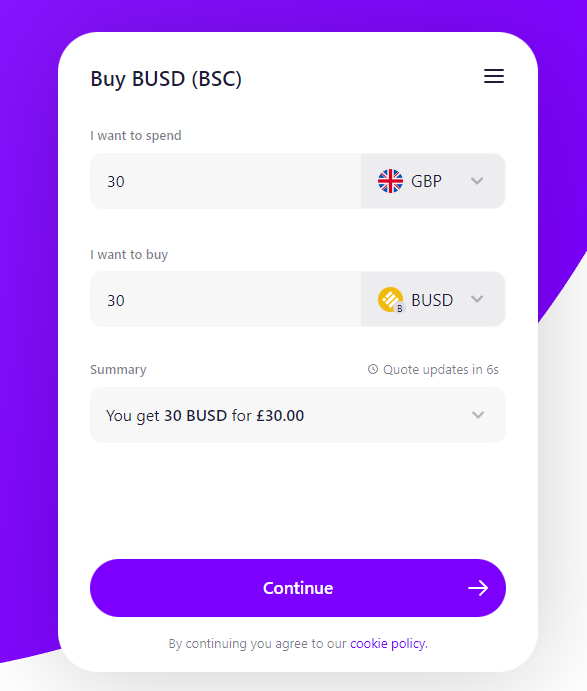 Buy BUSD (BSC)
I want to spend
30 GBP
I want to buy
30 B BUSD
Summary Quote updates in 6s
You get 30 BUSD for £30.00
Continue
By continuing you agree to our cookie policy.